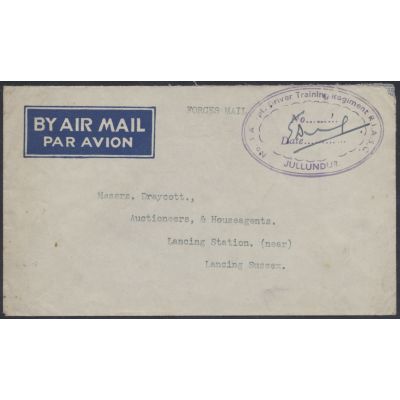 FORCES MAIL
BY AIR MAIL
PAR AVION
Driver Training Regiment R.I.A.S.C.
No.......
Date...........
JULLUNDUR.
Messrs, Draycott.,
Auctioneers, & Houseagents.
Lancing Station. (near)
Lancing Sussex.